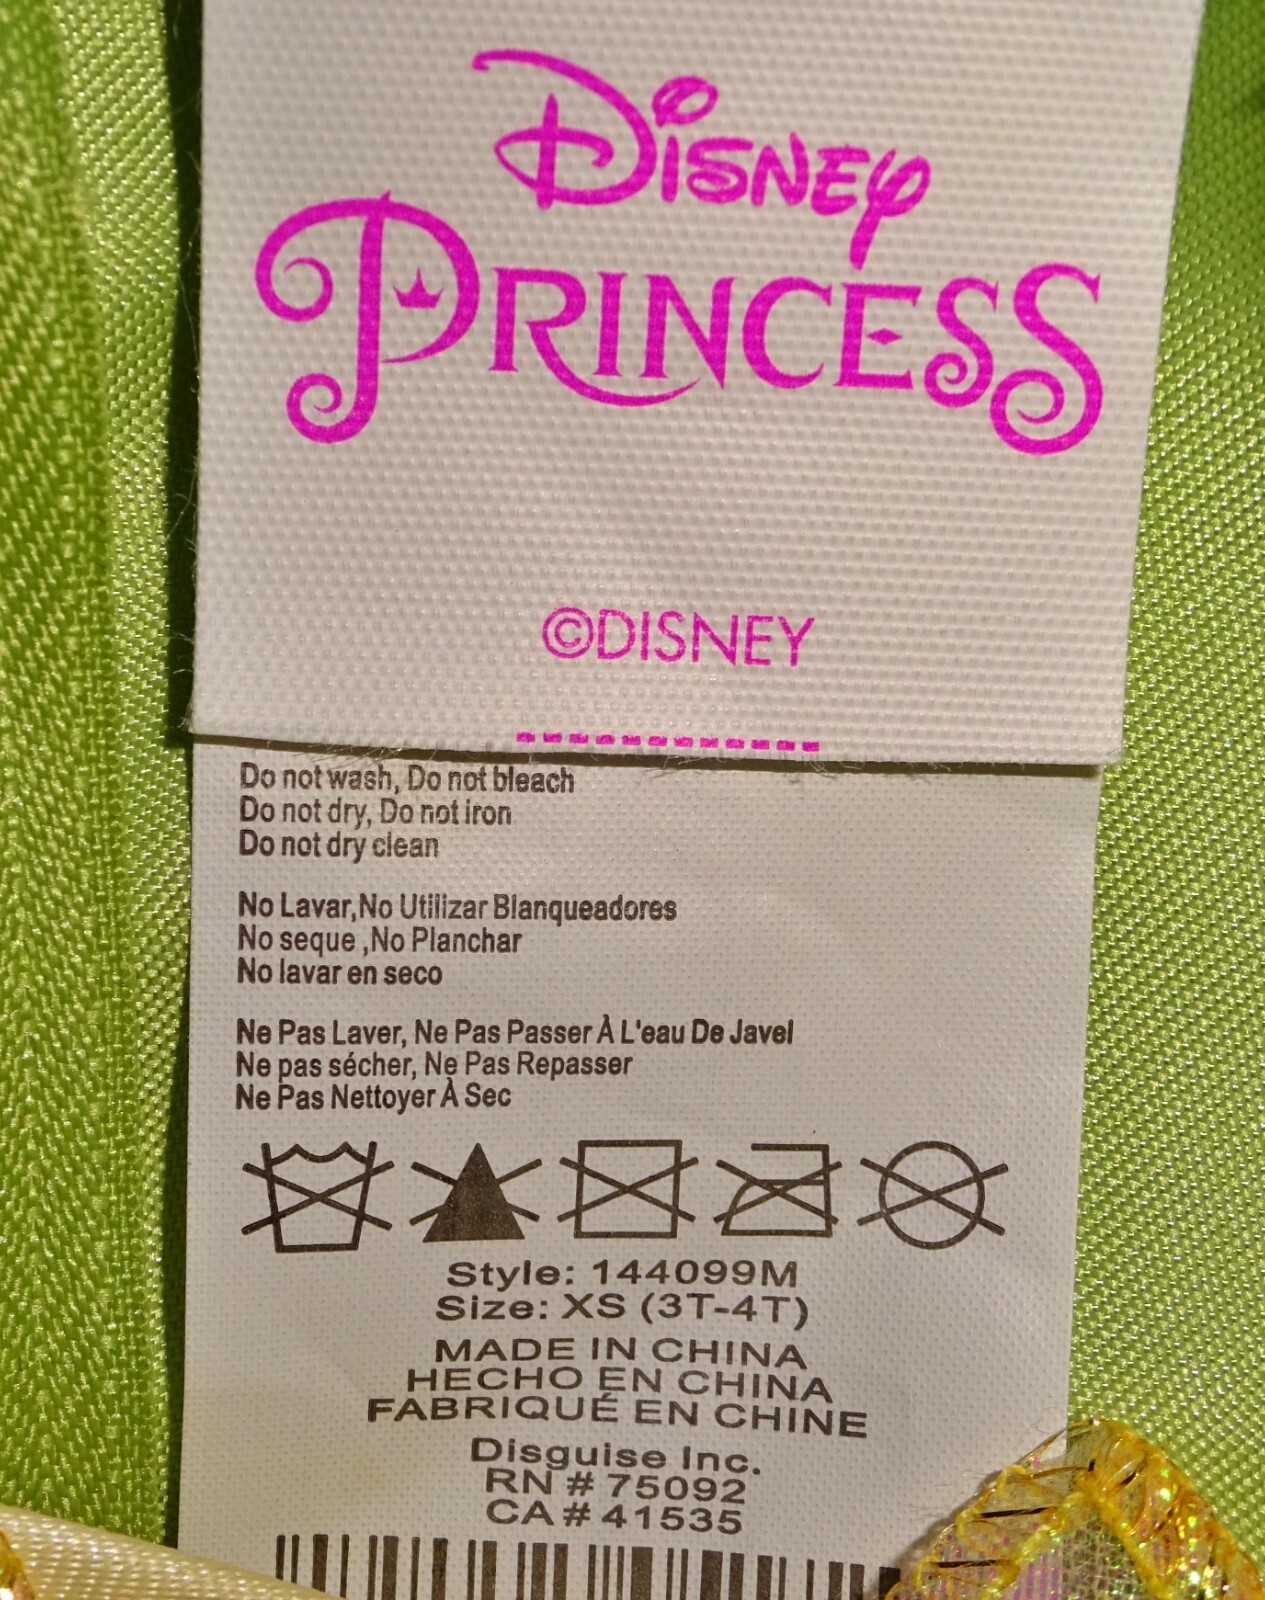 Disney
Princess
©DISNEY
Do not wash, Do not bleach
Do not dry, Do not iron
Do not dry clean
No Lavar,No Utilizar Blanqueadores
No seque ,No Planchar
No lavar en seco
Ne Pas Laver, Ne Pas Passer À L'eau De Javel
Ne pas sécher, Ne Pas Repasser
Ne Pas Nettoyer À Sec
Style: 144099M
Size: XS (3T-4T)
MADE IN CHINA
HECHO EN CHINA
FABRIQUÉ EN CHINE
Disguise Inc.
RN # 75092
CA # 41535